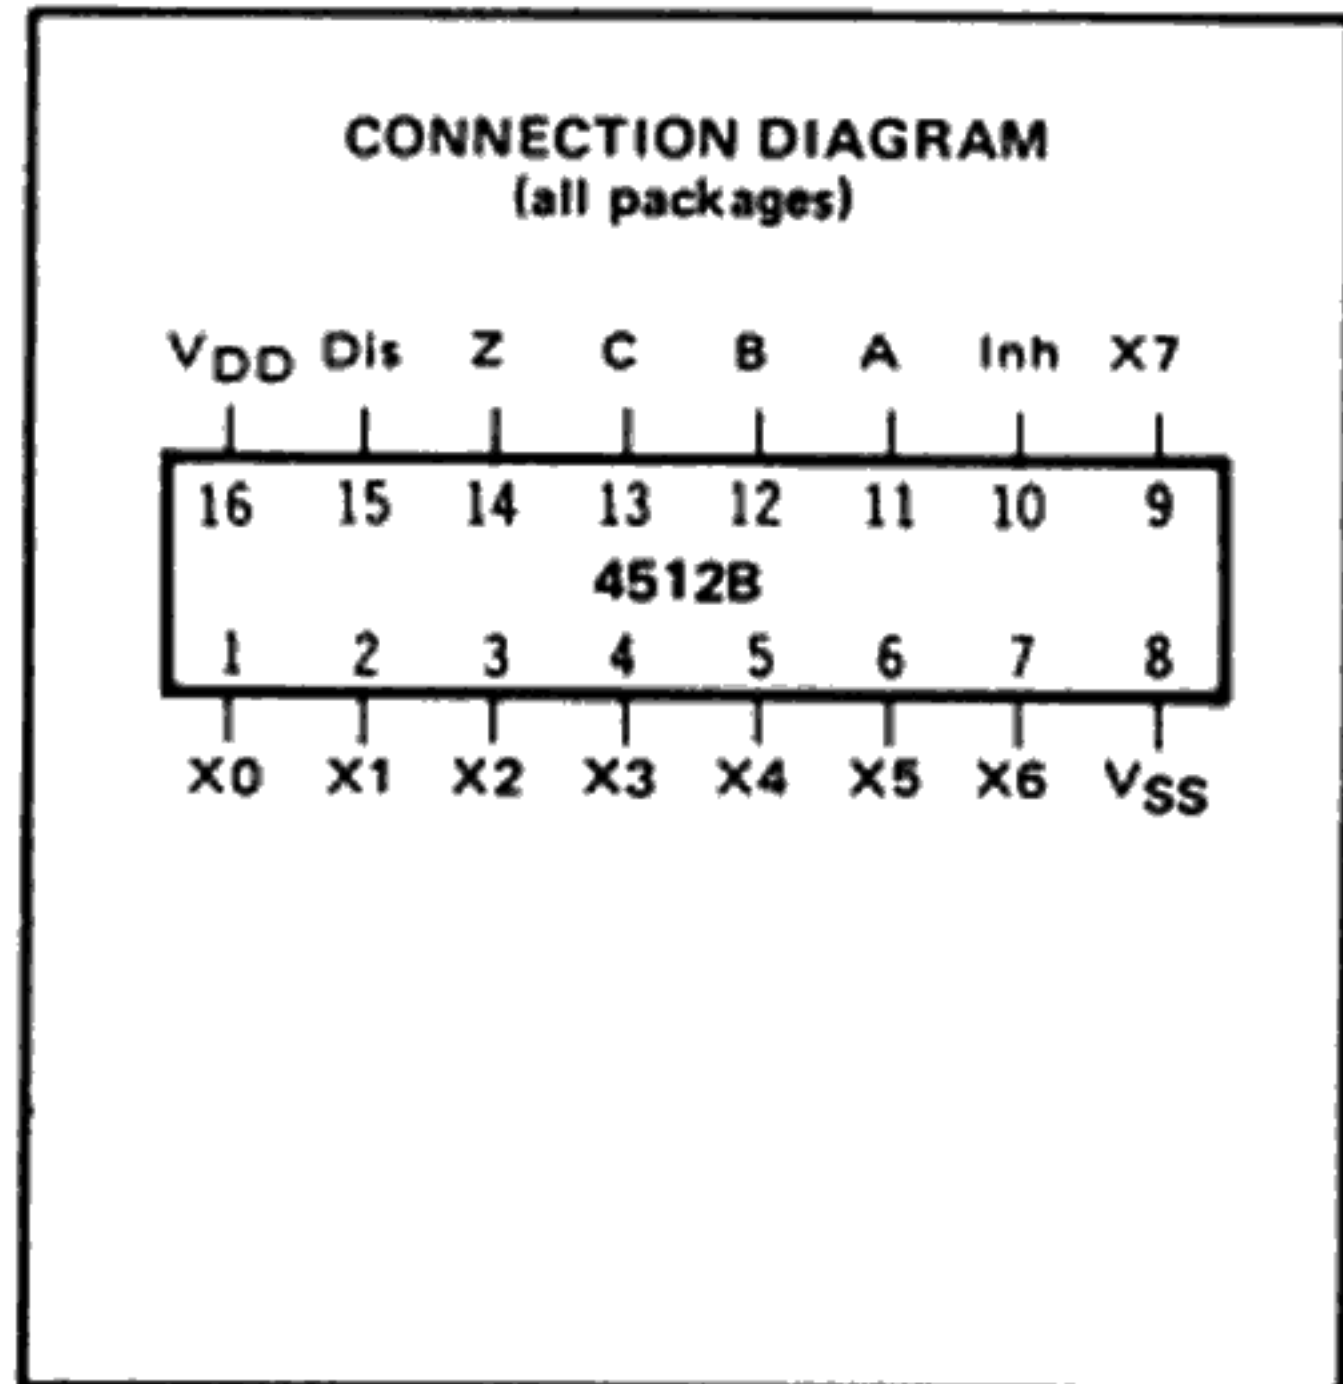 CONNECTION DIAGRAM
(all packages)
VDD Dis Z C B A Inh X7
16 15 14 13 12 11 10 9
4512B
1 2 3 4 5 6 7 8
X0 X1 X2 X3 X4 X5 X6 VSS